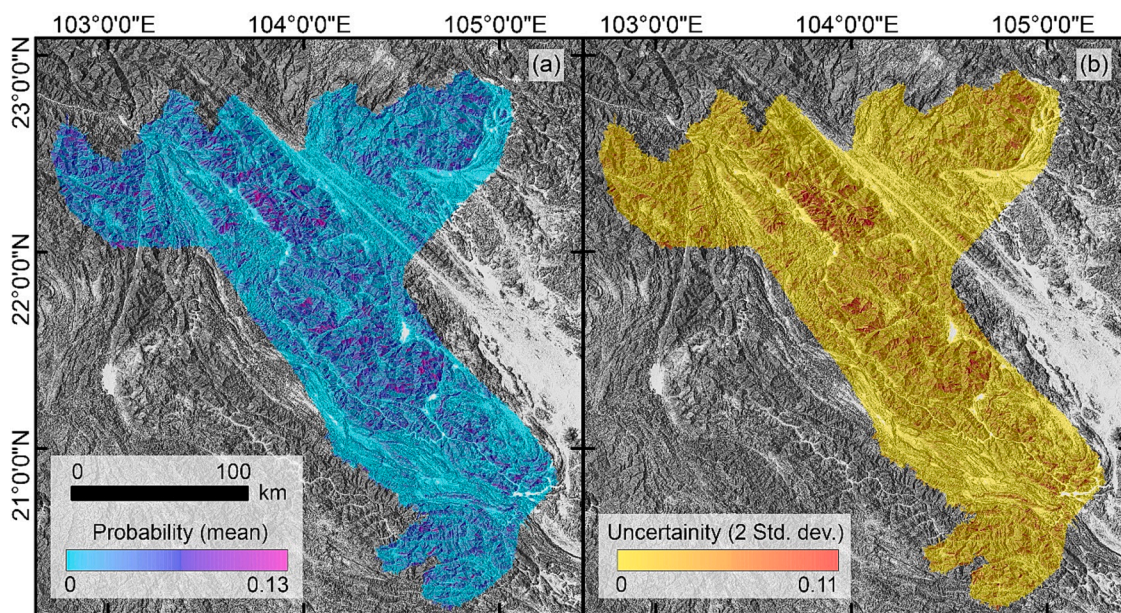 103°0'0"E 104°0'0"E 105°0'0"E 103°0'0"E 104°0'0"E 105°0'0"E
(a) (b)
23°0'0"N
22°0'0"N
21°0'0"N
0 100
km
Probability (mean)
0 0.13
Uncertainity (2 Std. dev.)
0 0.11